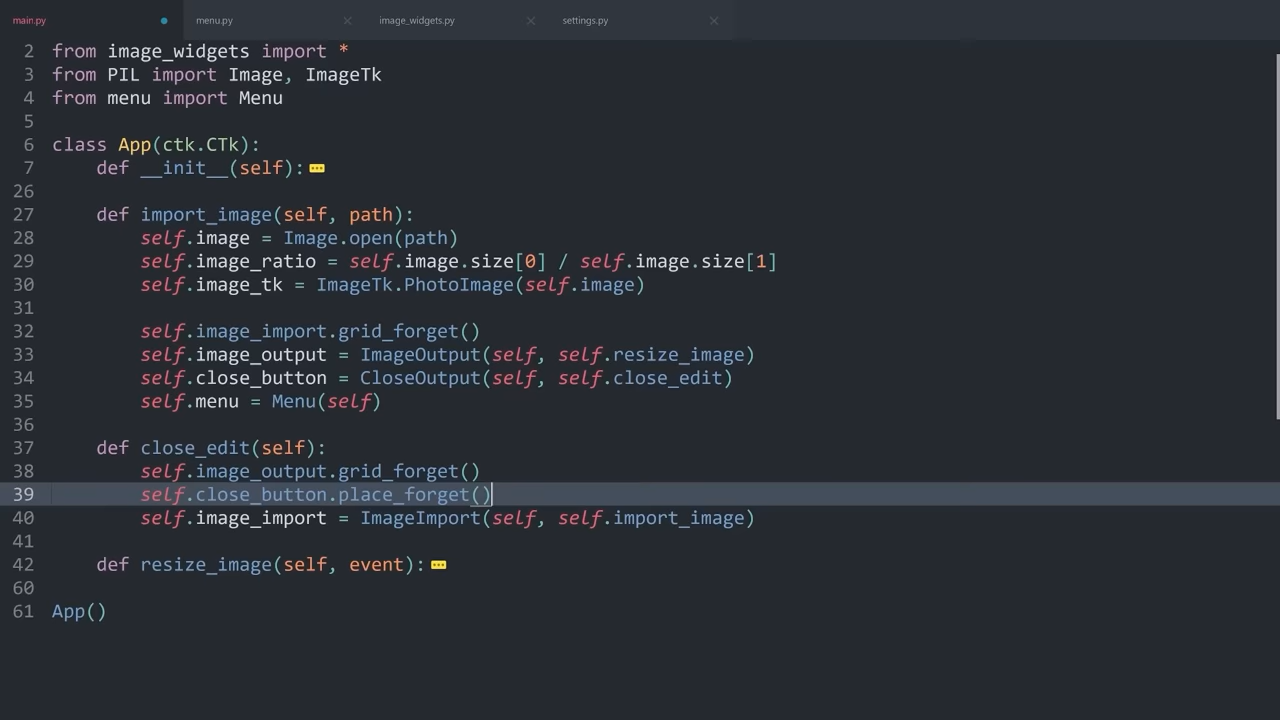 main.py menu.py image_widgets.py settings.py
2 from image_widgets import *
3 from PIL import Image, ImageTk
4 from menu import Menu
5
6 class App(ctk.CTk):
7     def __init__(self):
26
27     def import_image(self, path):
28         self.image = Image.open(path)
29         self.image_ratio = self.image.size[0] / self.image.size[1]
30         self.image_tk = ImageTk.PhotoImage(self.image)
31
32         self.image_import.grid_forget()
33         self.image_output = ImageOutput(self, self.resize_image)
34         self.close_button = CloseOutput(self, self.close_edit)
35         self.menu = Menu(self)
36
37     def close_edit(self):
38         self.image_output.grid_forget()
39         self.close_button.place_forget()
40         self.image_import = ImageImport(self, self.import_image)
41
42     def resize_image(self, event):
60
61 App()